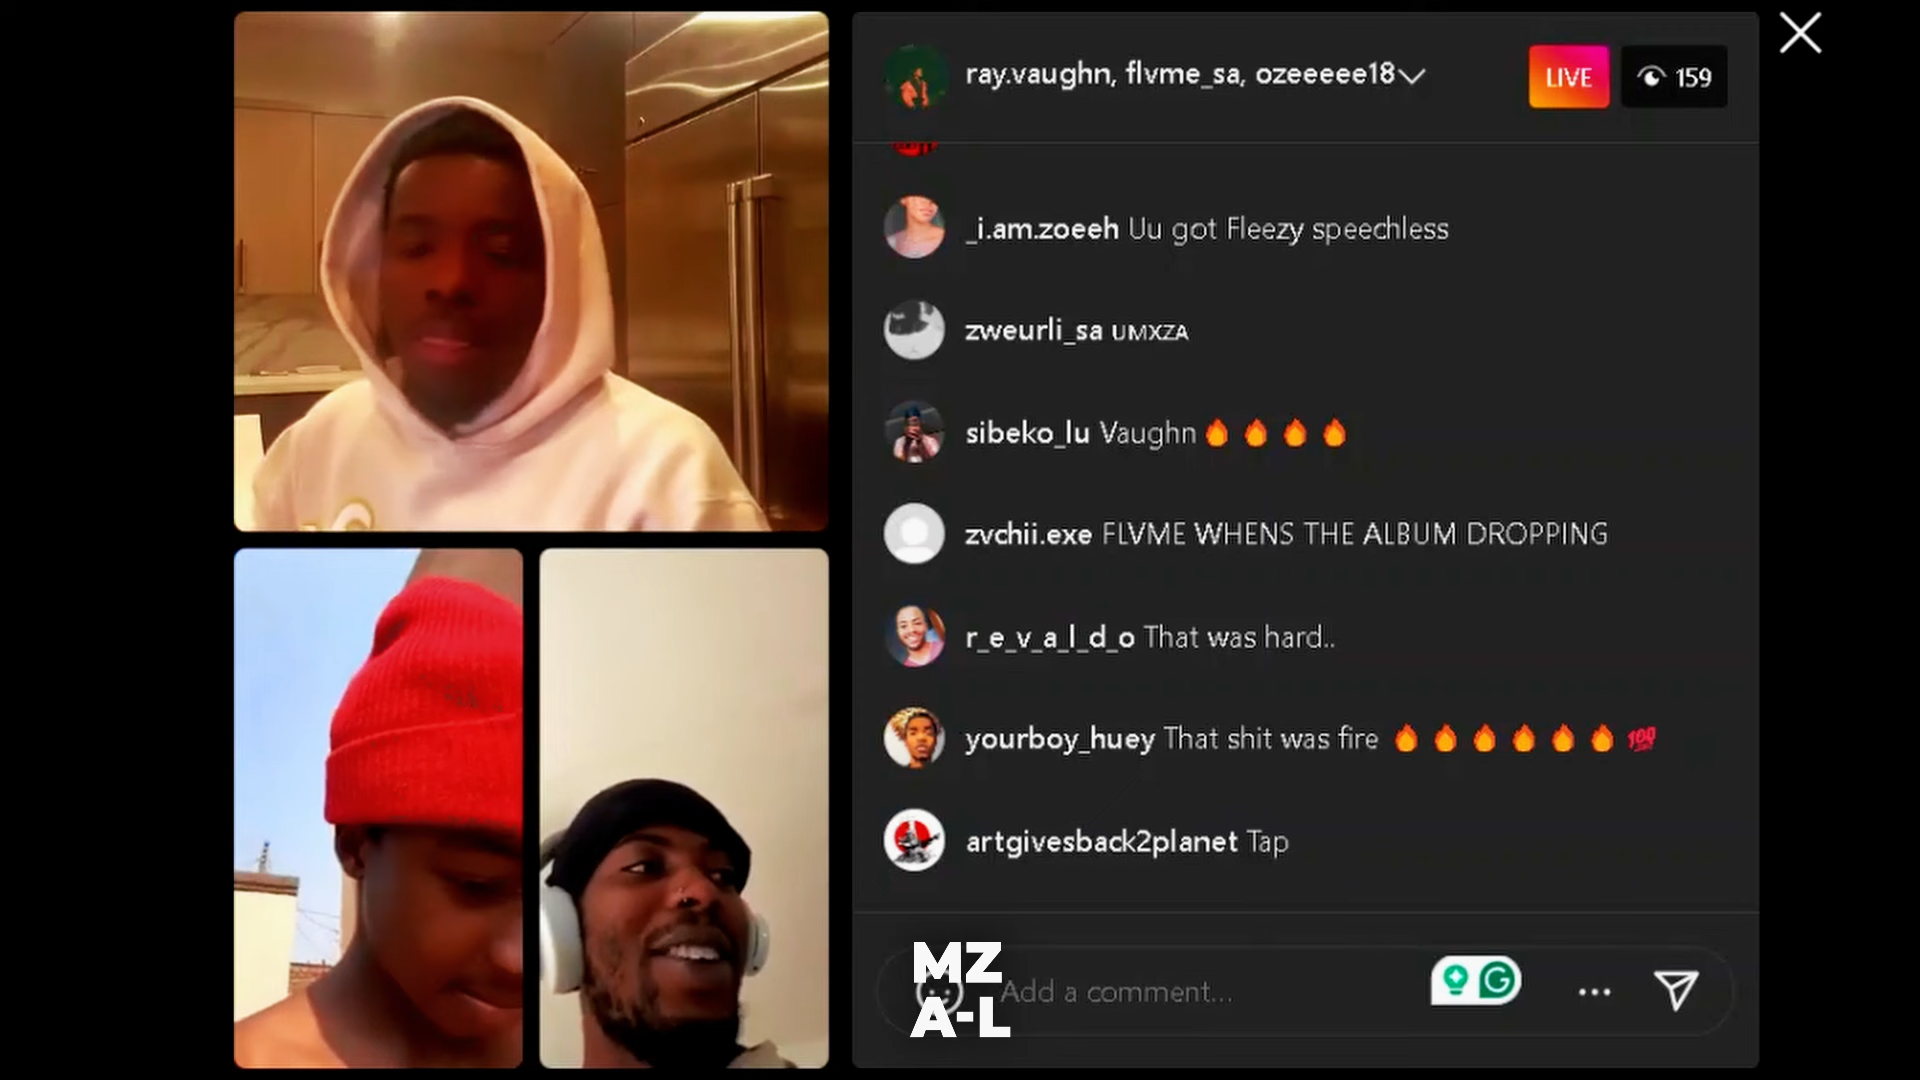 ray.vaughn, flvme_sa, ozeeeee18
LIVE
159
_i.am.zoeeh Uu got Fleezy speechless
zweurli_sa UMXZA
sibeko_lu Vaughn 🔥🔥🔥🔥
zvchii.exe FLVME WHENS THE ALBUM DROPPING
r_e_v_a_l_d_o That was hard..
yourboy_huey That shit was fire 🔥🔥🔥🔥🔥🔥💯
artgivesback2planet Tap
MZ
A-L
Add a comment...